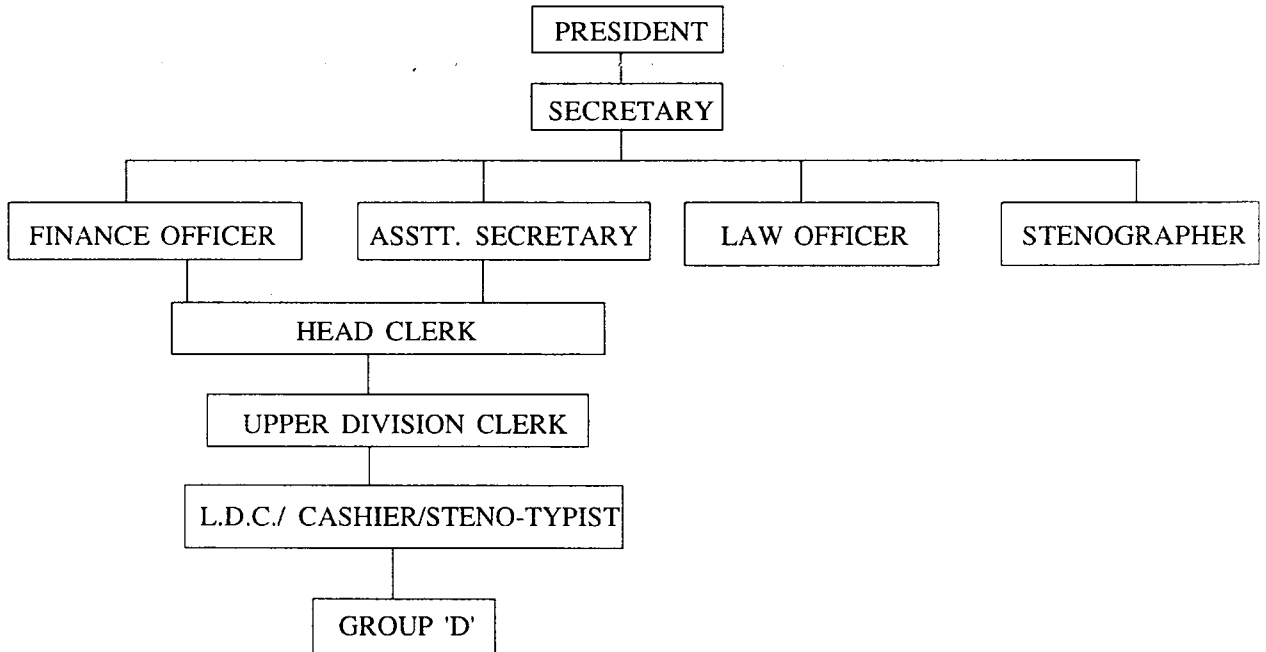 PRESIDENT
SECRETARY
FINANCE OFFICER
ASSTT. SECRETARY
LAW OFFICER
STENOGRAPHER
HEAD CLERK
UPPER DIVISION CLERK
L.D.C./ CASHIER/STENO-TYPIST
GROUP 'D'